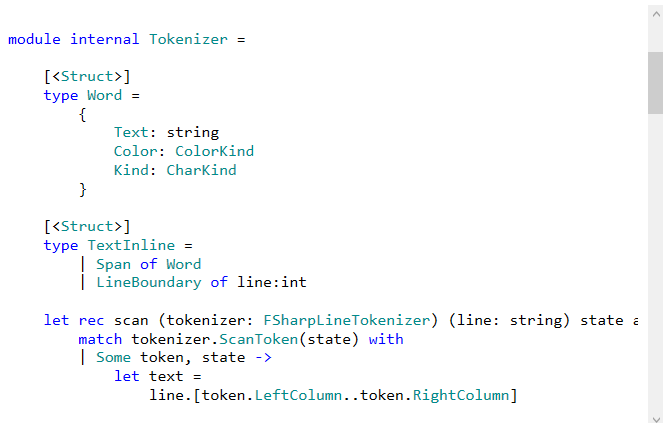 module internal Tokenizer =
[<Struct>]
type Word =
{
Text: string
Color: ColorKind
Kind: CharKind
}
[<Struct>]
type TextInline =
| Span of Word
| LineBoundary of line:int
let rec scan (tokenizer: FSharpLineTokenizer) (line: string) state a
match tokenizer.ScanToken(state) with
| Some token, state ->
let text =
line.[token.LeftColumn..token.RightColumn]